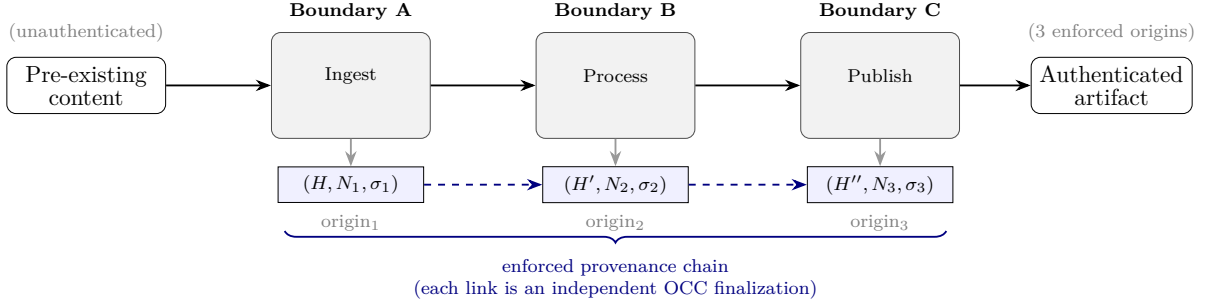 Boundary A
Boundary B
Boundary C
(unauthenticated)
(3 enforced origins)
Pre-existing
content
Ingest
Process
Publish
Authenticated
artifact
(H, N₁, σ₁)
(H′, N₂, σ₂)
(H′′, N₃, σ₃)
origin₁
origin₂
origin₃
enforced provenance chain
(each link is an independent OCC finalization)